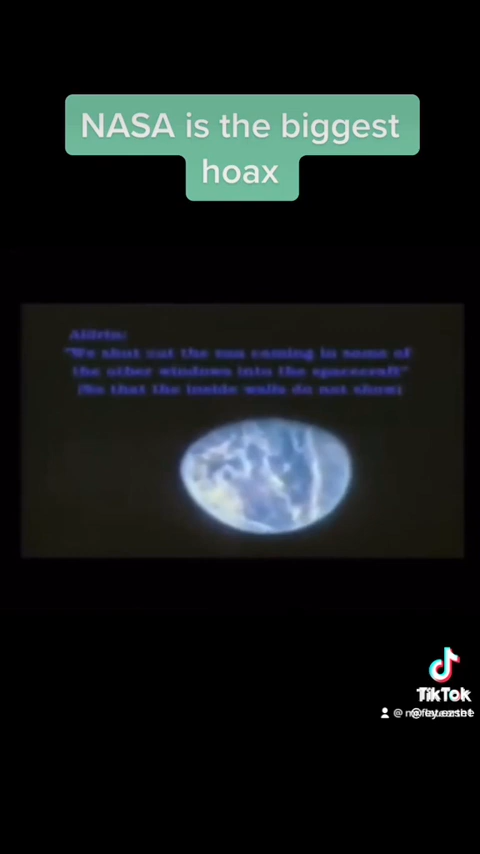 NASA is the biggest
hoax
Aldrin:
"We shut out the sun coming in some of
the other windows into the spacecraft"
(So that the inside walls do not show)
TikTok
@